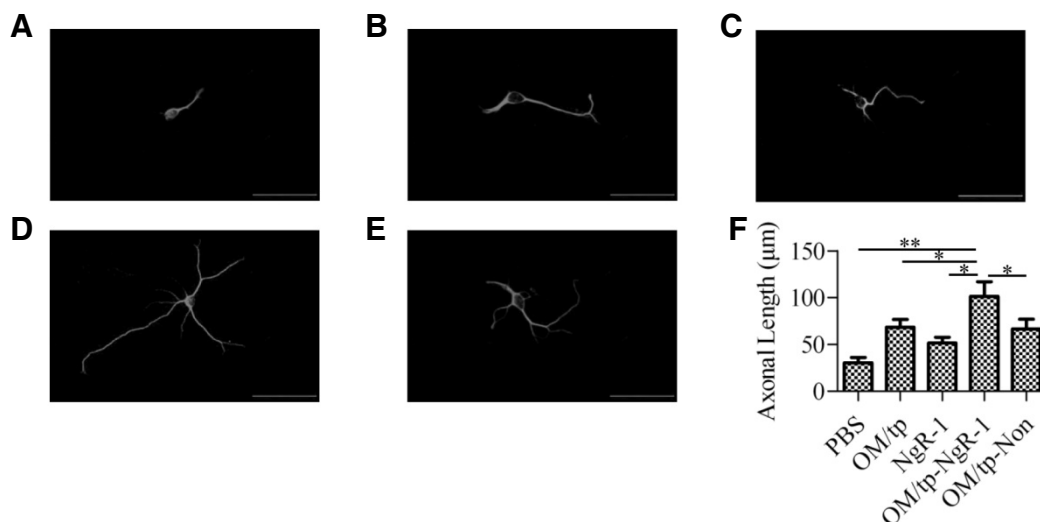 A
B
C
D
E
F
Axonal Length (μm)
150
100
50
0
**
*
*
*
PBS
OM/tp
NgR-1
OM/tp-NgR-1
OM/tp-Non